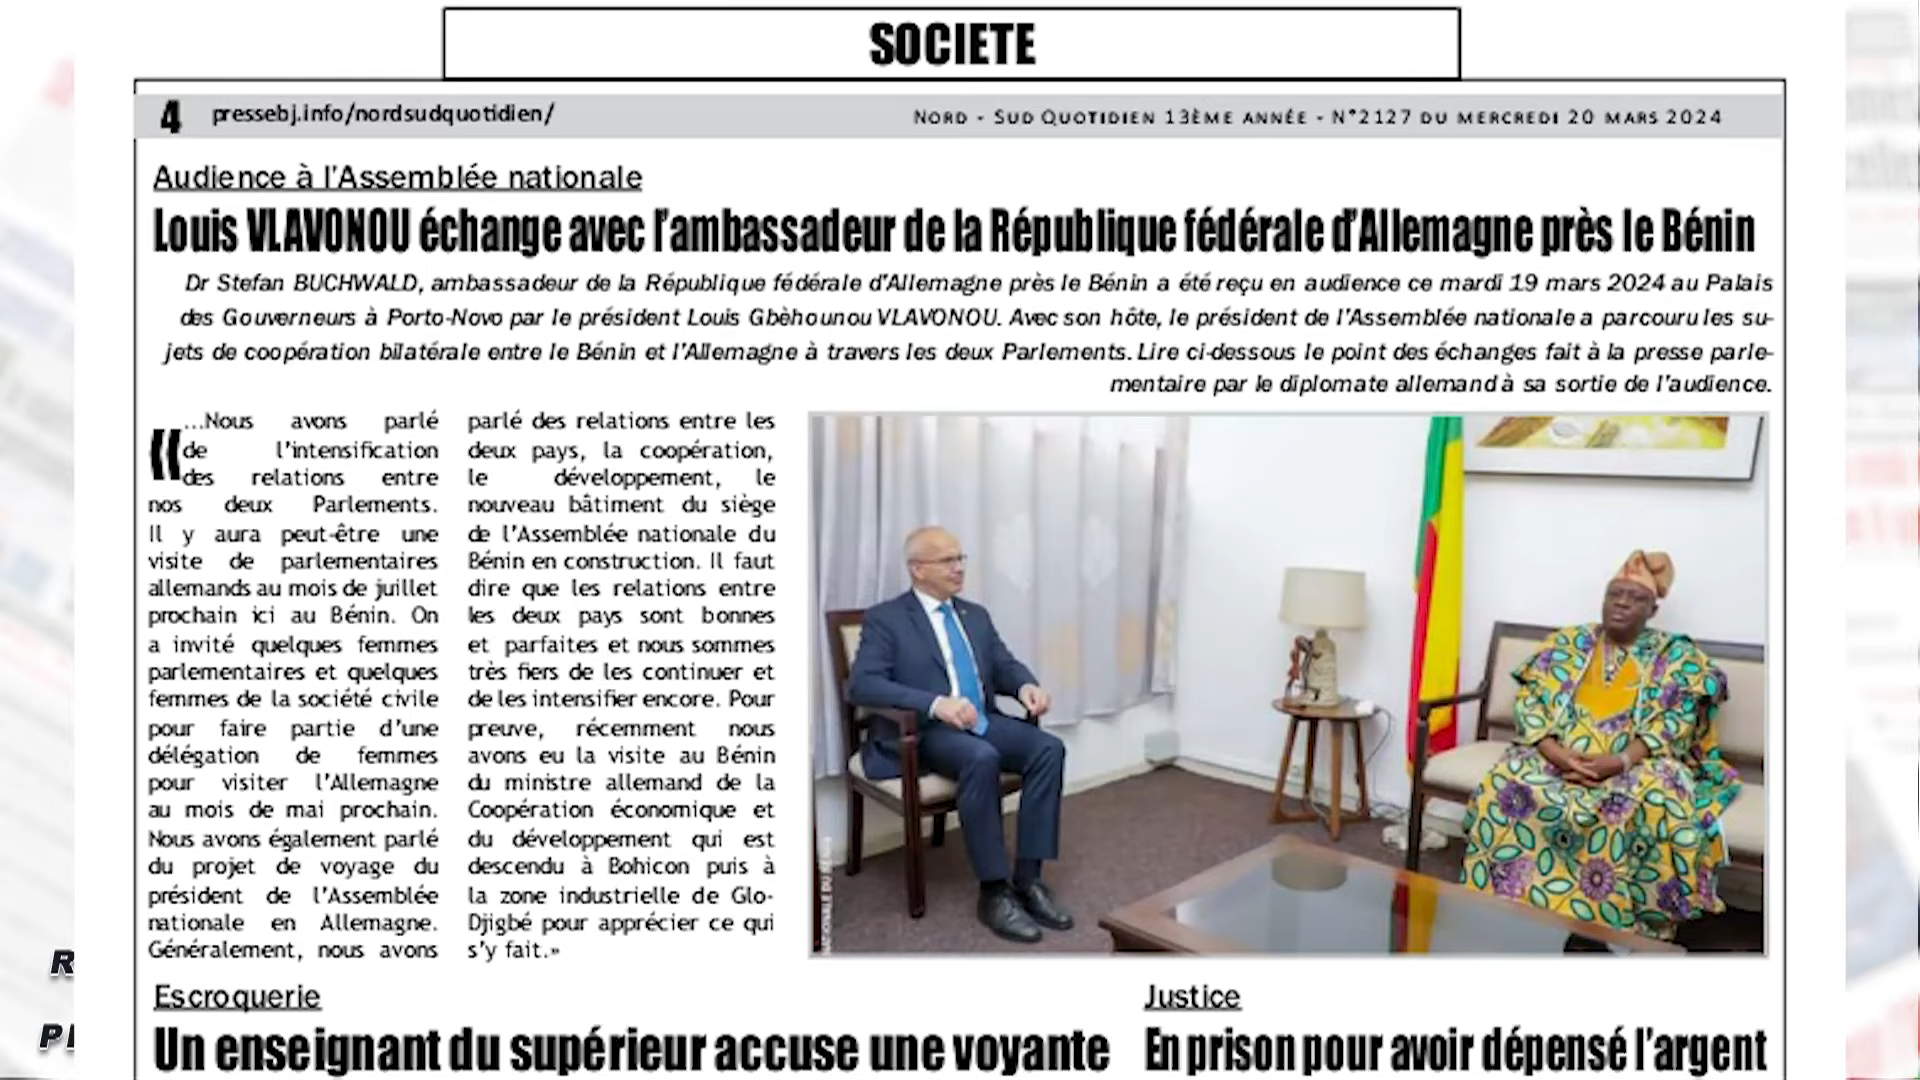 SOCIETE
4 pressebj.info/nordsudquotidien/ NORD - SUD QUOTIDIEN 13ÈME ANNÉE - N°2127 DU MERCREDI 20 MARS 2024
Audience à l'Assemblée nationale
Louis VLAVONOU échange avec l'ambassadeur de la République fédérale d'Allemagne près le Bénin
Dr Stefan BUCHWALD, ambassadeur de la République fédérale d'Allemagne près le Bénin a été reçu en audience ce mardi 19 mars 2024 au Palais
des Gouverneurs à Porto-Novo par le président Louis Gbèhounou VLAVONOU. Avec son hôte, le président de l'Assemblée nationale a parcouru les su-
jets de coopération bilatérale entre le Bénin et l'Allemagne à travers les deux Parlements. Lire ci-dessous le point des échanges fait à la presse parle-
mentaire par le diplomate allemand à sa sortie de l'audience.
«...Nous avons parlé
de l'intensification
des relations entre
nos deux Parlements.
Il y aura peut-être une
visite de parlementaires
allemands au mois de juillet
prochain ici au Bénin. On
a invité quelques femmes
parlementaires et quelques
femmes de la société civile
pour faire partie d'une
délégation de femmes
pour visiter l'Allemagne
au mois de mai prochain.
Nous avons également parlé
du projet de voyage du
président de l'Assemblée
nationale en Allemagne.
Généralement, nous avons
parlé des relations entre les
deux pays, la coopération,
le développement, le
nouveau bâtiment du siège
de l'Assemblée nationale du
Bénin en construction. Il faut
dire que les relations entre
les deux pays sont bonnes
et parfaites et nous sommes
très fiers de les continuer et
de les intensifier encore. Pour
preuve, récemment nous
avons eu la visite au Bénin
du ministre allemand de la
Coopération économique et
du développement qui est
descendu à Bohicon puis à
la zone industrielle de Glo-
Djigbé pour apprécier ce qui
s'y fait.»
Escroquerie
Un enseignant du supérieur accuse une voyante
Justice
En prison pour avoir dépensé l'argent